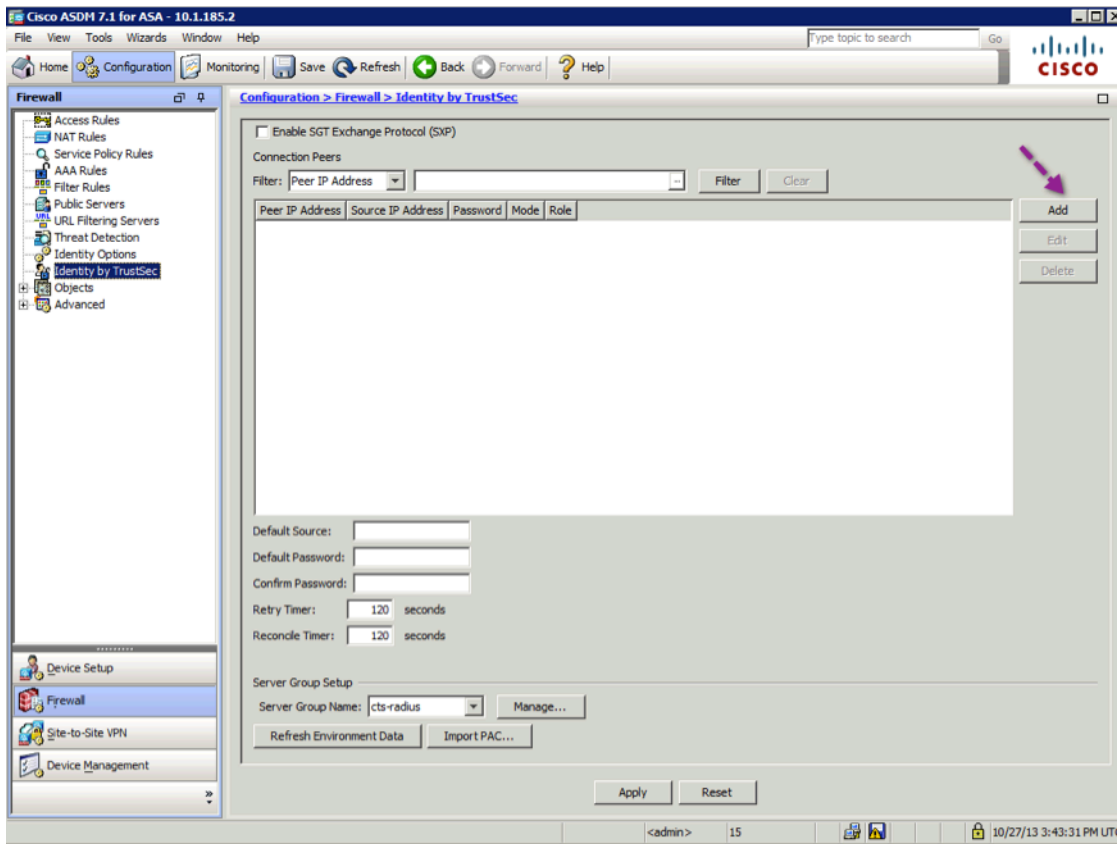 Cisco ASDM 7.1 for ASA - 10.1.185.2
File View Tools Wizards Window Help
Type topic to search Go
Home Configuration Monitoring Save Refresh Back Forward Help
CISCO
Firewall
Configuration > Firewall > Identity by TrustSec
Access Rules
NAT Rules
Service Policy Rules
AAA Rules
Filter Rules
Public Servers
URL Filtering Servers
Threat Detection
Identity Options
Identity by TrustSec
Objects
Advanced
Device Setup
Firewall
Site-to-Site VPN
Device Management
Enable SGT Exchange Protocol (SXP)
Connection Peers
Filter: Peer IP Address Filter Clear
Peer IP Address Source IP Address Password Mode Role
Add
Edit
Delete
Default Source:
Default Password:
Confirm Password:
Retry Timer: 120 seconds
Reconcile Timer: 120 seconds
Server Group Setup
Server Group Name: cts-radius Manage...
Refresh Environment Data Import PAC...
Apply Reset
<admin> 15 10/27/13 3:43:31 PM UTC